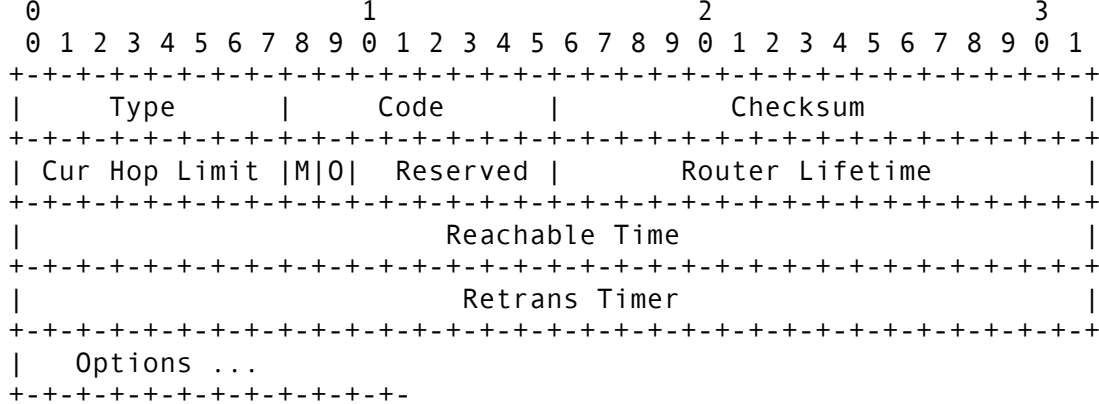 0                   1                   2                   3
 0 1 2 3 4 5 6 7 8 9 0 1 2 3 4 5 6 7 8 9 0 1 2 3 4 5 6 7 8 9 0 1
+-+-+-+-+-+-+-+-+-+-+-+-+-+-+-+-+-+-+-+-+-+-+-+-+-+-+-+-+-+-+-+-+
|     Type      |     Code      |          Checksum             |
+-+-+-+-+-+-+-+-+-+-+-+-+-+-+-+-+-+-+-+-+-+-+-+-+-+-+-+-+-+-+-+-+
| Cur Hop Limit |M|O|  Reserved |       Router Lifetime         |
+-+-+-+-+-+-+-+-+-+-+-+-+-+-+-+-+-+-+-+-+-+-+-+-+-+-+-+-+-+-+-+-+
|                         Reachable Time                        |
+-+-+-+-+-+-+-+-+-+-+-+-+-+-+-+-+-+-+-+-+-+-+-+-+-+-+-+-+-+-+-+-+
|                          Retrans Timer                        |
+-+-+-+-+-+-+-+-+-+-+-+-+-+-+-+-+-+-+-+-+-+-+-+-+-+-+-+-+-+-+-+-+
|   Options ...
+-+-+-+-+-+-+-+-+-+-+-+-